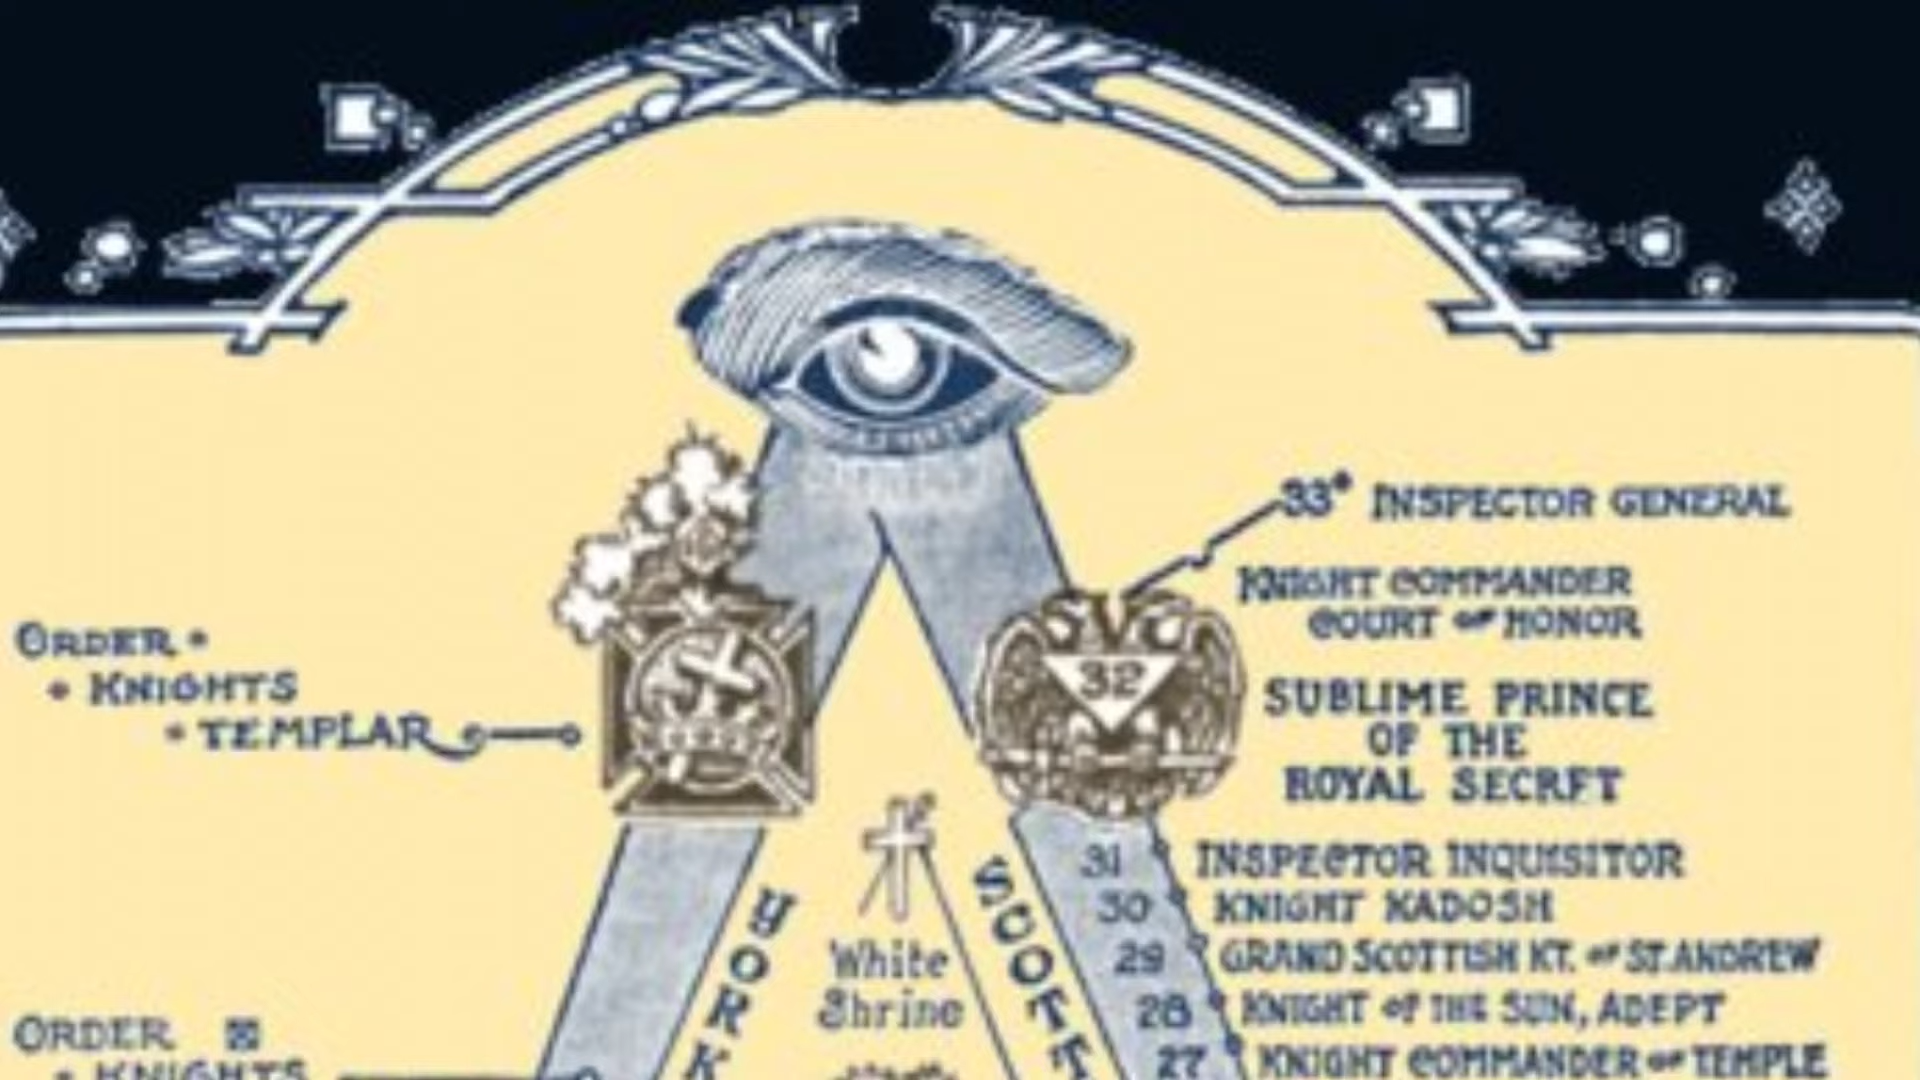 33° INSPECTOR GENERAL
KNIGHT COMMANDER
COURT OF HONOR
32
SUBLIME PRINCE
OF THE
ROYAL SECRET
ORDER
KNIGHTS
TEMPLAR
31 INSPECTOR INQUISITOR
30 KNIGHT KADOSH
29 GRAND SCOTTISH KT. OF ST. ANDREW
28 KNIGHT OF THE SUN, ADEPT
27 KNIGHT COMMANDER OF TEMPLE
YORK
White
Shrine
SCOTT
ORDER
KNIGHTS